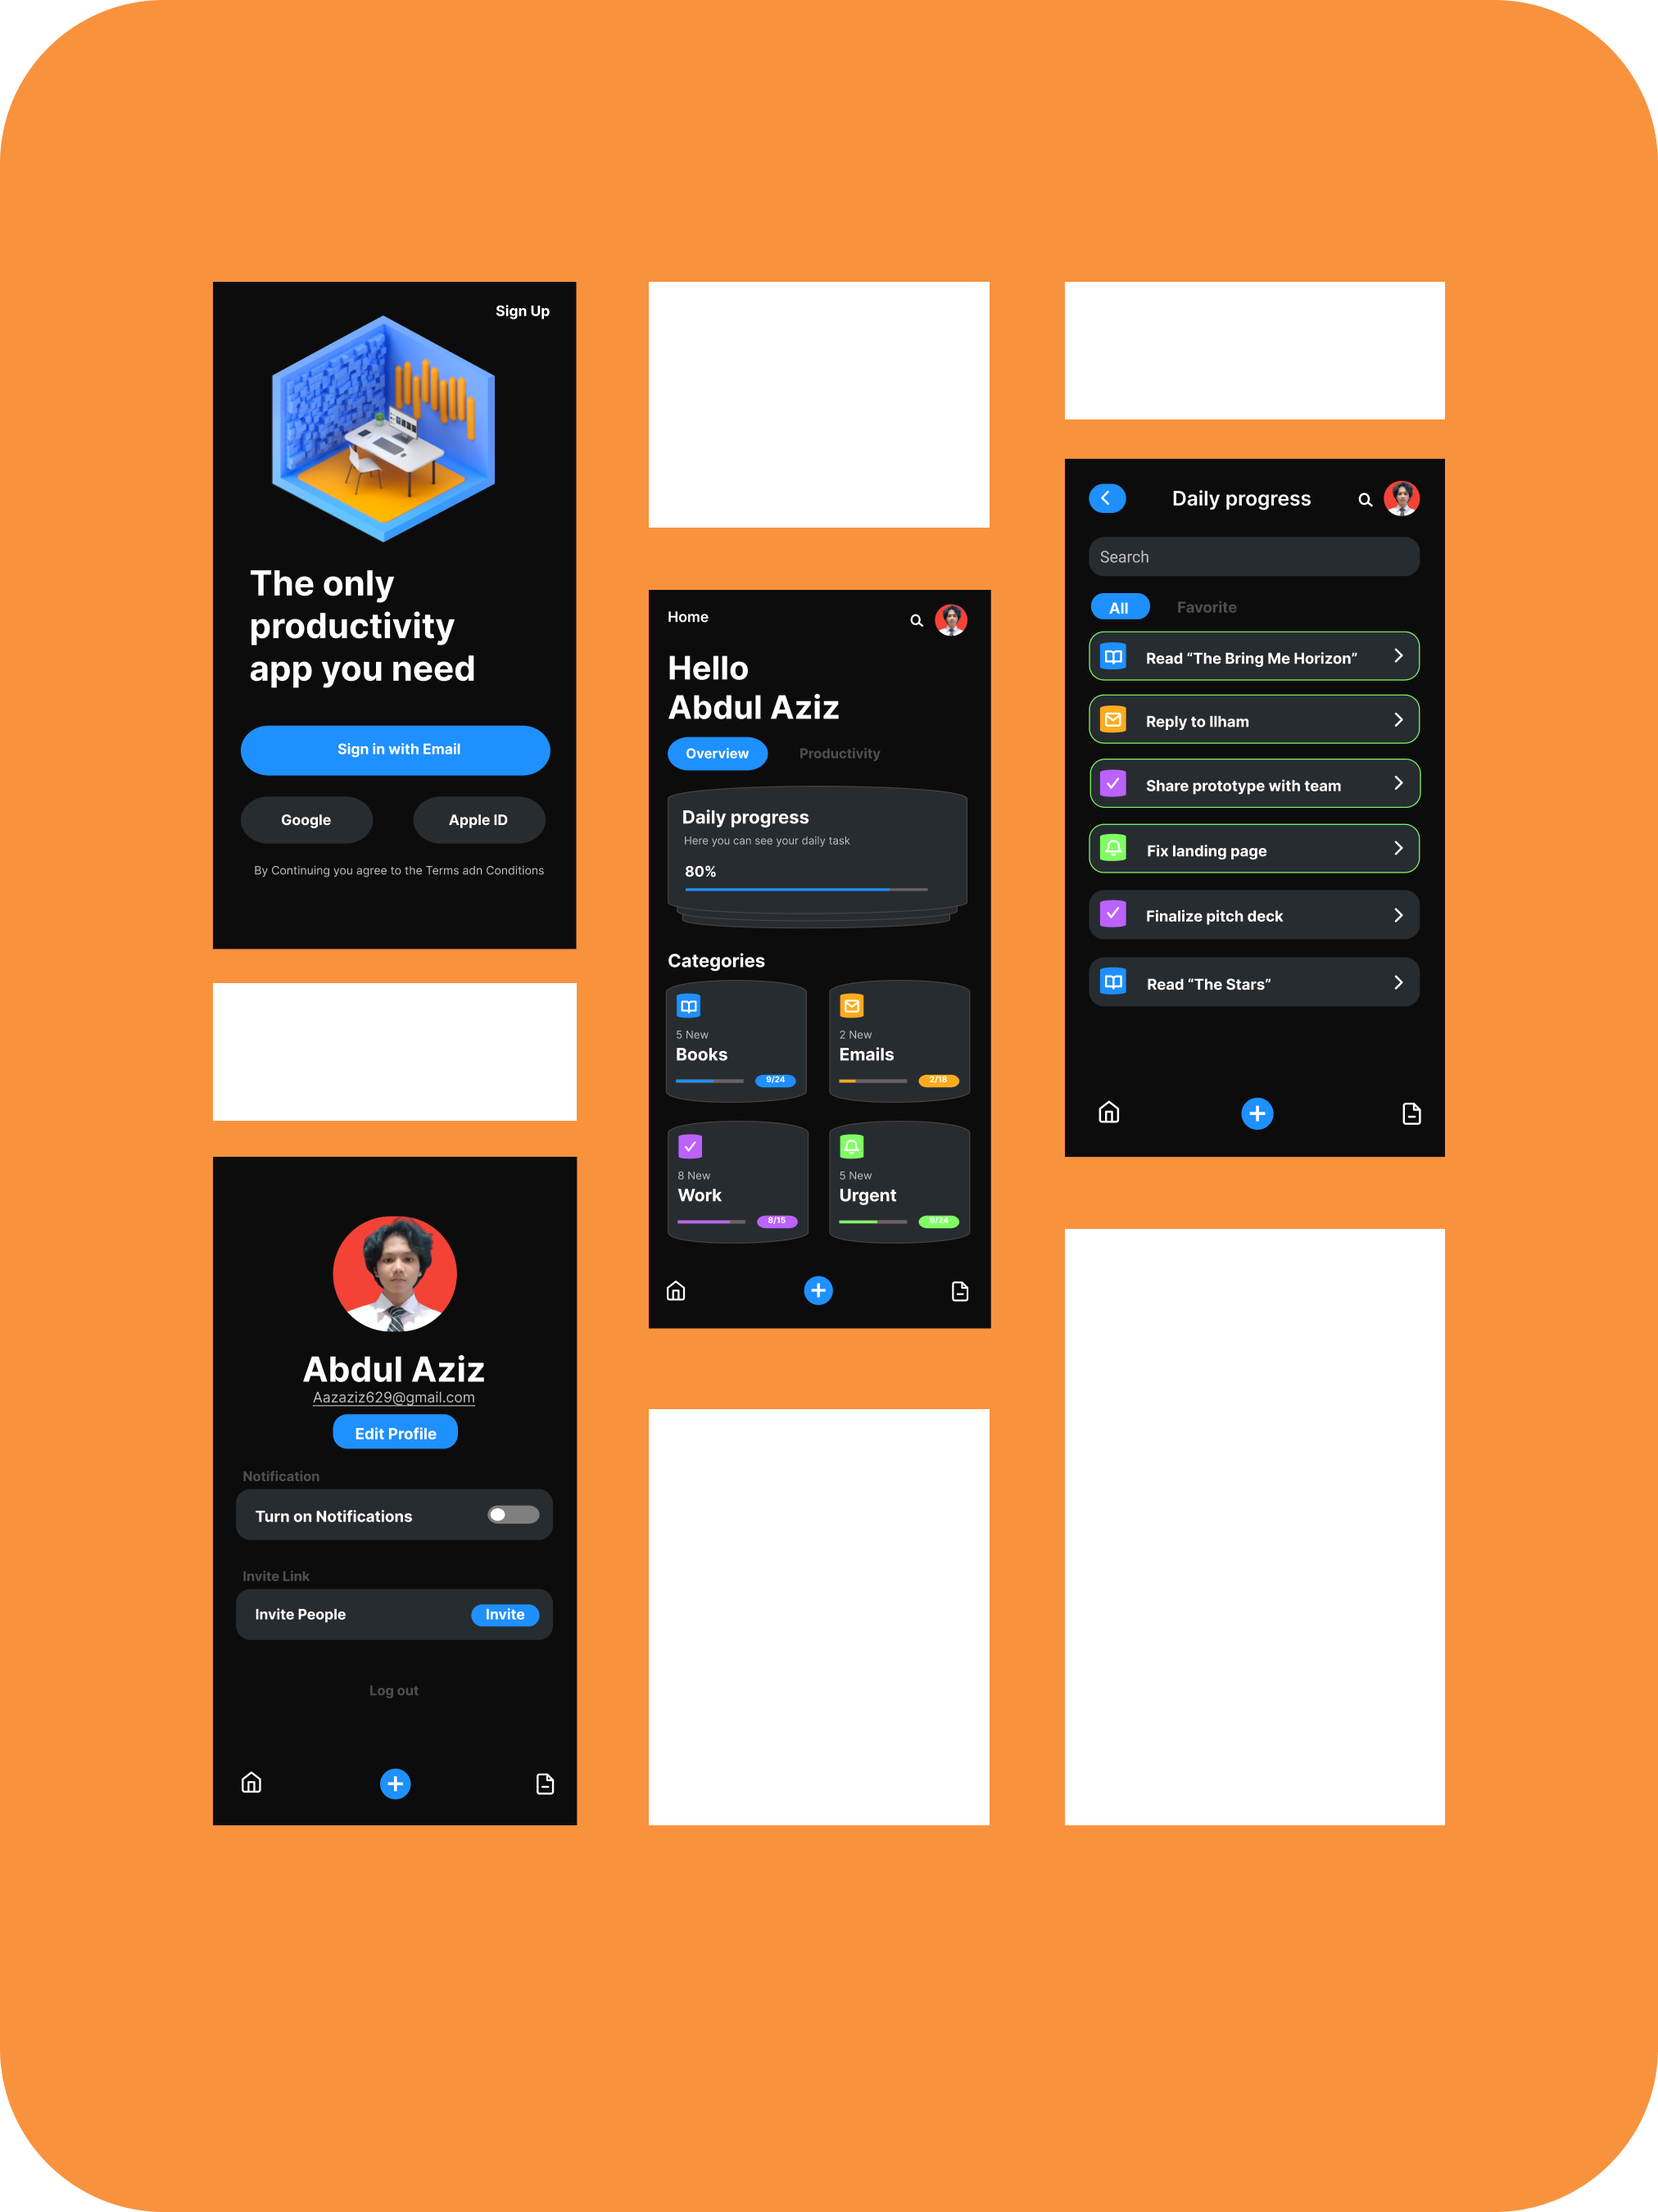 Sign Up
The only
productivity
app you need
Sign in with Email
Google
Apple ID
By Continuing you agree to the Terms adn Conditions
Abdul Aziz
Aazaziz629@gmail.com
Edit Profile
Notification
Turn on Notifications
Invite Link
Invite People
Invite
Log out
Home
Hello
Abdul Aziz
Overview
Productivity
Daily progress
Here you can see your daily task
80%
Categories
5 New
Books
9/24
2 New
Emails
2/18
8 New
Work
8/15
5 New
Urgent
9/24
Daily progress
Search
All
Favorite
Read “The Bring Me Horizon”
Reply to Ilham
Share prototype with team
Fix landing page
Finalize pitch deck
Read “The Stars”